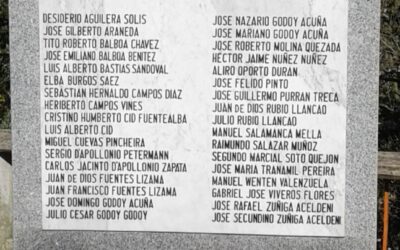 DESIDERIO AGUILERA SOLIS
JOSE GILBERTO ARANEDA
TITO ROBERTO BALBOA CHAVEZ
JOSE EMILIANO BALBOA BENITEZ
LUIS ALBERTO BASTIAS SANDOVAL
ELBA BURGOS SAEZ
SEBASTIAN HERNALDO CAMPOS DIAZ
HERIBERTO CAMPOS VINES
CRISTINO HUMBERTO CID FUENTEALBA
LUIS ALBERTO CID
MIGUEL CUEVAS PINCHEIRA
SERGIO D'APOLLONIO PETERMANN
CARLOS JACINTO D'APOLLONIO ZAPATA
JUAN DE DIOS FUENTES LIZAMA
JUAN FRANCISCO FUENTES LIZAMA
JOSE DOMINGO GODOY ACUÑA
JULIO CESAR GODOY GODOY
JOSE NAZARIO GODOY ACUÑA
JOSE MARIANO GODOY ACUÑA
JOSE ROBERTO MOLINA QUEZADA
HÉCTOR JAIME NUÑEZ NUÑEZ
ALIRO OPORTO DURAN
JOSE FELIDO PINTO
JOSE GUILLERMO PURRAN TRECA
JUAN DE DIOS RUBIO LLANCAO
JULIO RUBIO LLANCAO
MANUEL SALAMANCA MELLA
RAIMUNDO SALAZAR MUÑOZ
SEGUNDO MARCIAL SOTO QUIJON
JOSE MARIA TRANAMIL PEREIRA
MANUEL WENTEN VALENZUELA
GABRIEL JOSE VIVEROS FLORES
JOSE RAFAEL ZUÑIGA ACELDENI
JOSE SECUNDINO ZUÑIGA ACELDENI